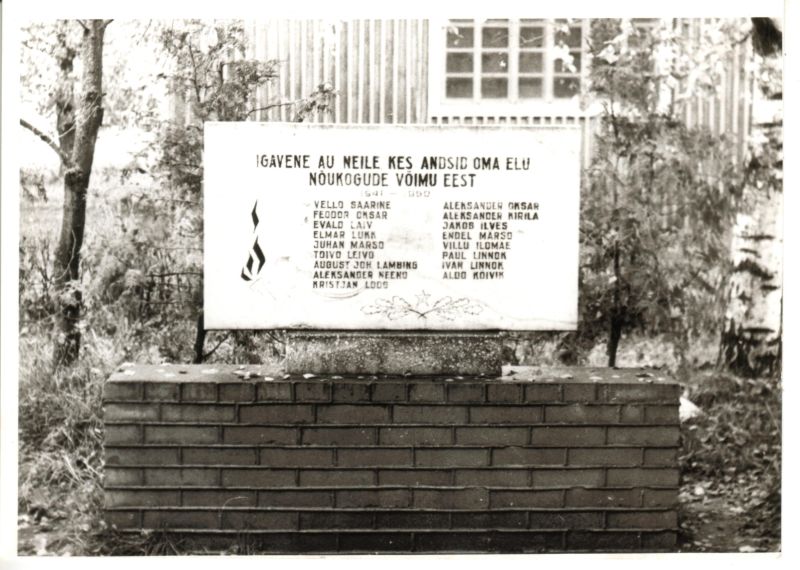 IGAVENE AU NEILE KES ANDSID OMA ELU
NÕUKOGUDE VÕIMU EEST
VELLO SAARINE
FEODOR OKSAR
EVALD LAIV
ELMAR LUKK
JUHAN MARSO
TOIVO LEIVO
AUGUST JOH LAMBING
ALEKSANDER NEENO
KRISTJAN LOOG
ALEKSANDER OKSAR
ALEKSANDER KIRILA
JAKOB ILVES
ENDEL MARSO
VILLU ILOMAE
PAUL LINNOK
IVAN LINNOK
ALDO KOIVIK